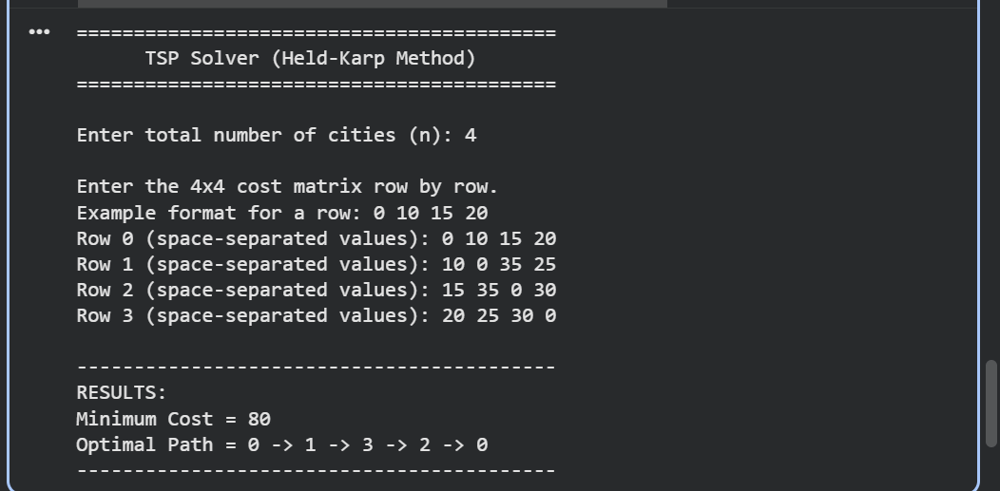 ==========================================
TSP Solver (Held-Karp Method)
==========================================
Enter total number of cities (n): 4
Enter the 4x4 cost matrix row by row.
Example format for a row: 0 10 15 20
Row 0 (space-separated values): 0 10 15 20
Row 1 (space-separated values): 10 0 35 25
Row 2 (space-separated values): 15 35 0 30
Row 3 (space-separated values): 20 25 30 0
------------------------------------------
RESULTS:
Minimum Cost = 80
Optimal Path = 0 -> 1 -> 3 -> 2 -> 0
------------------------------------------